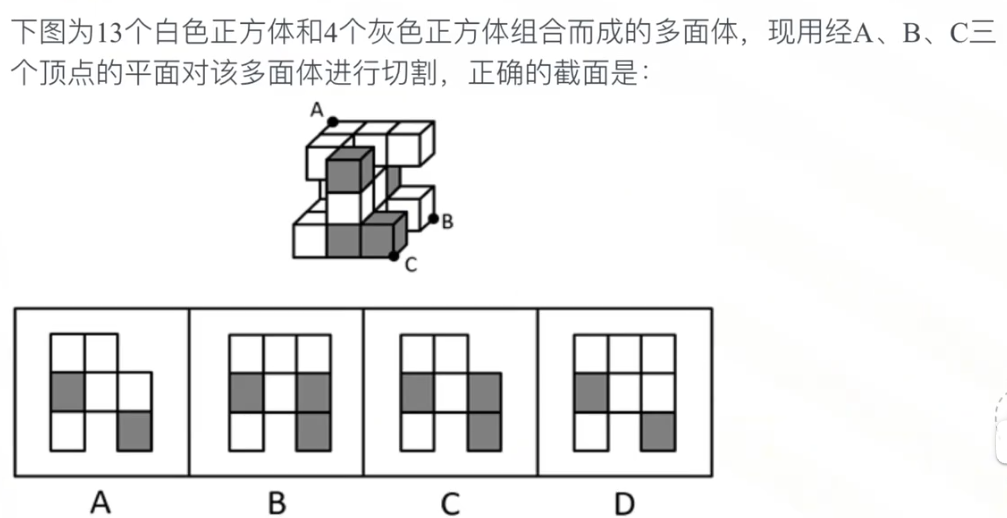 下图为13个白色正方体和4个灰色正方体组合而成的多面体，现用经A、B、C三
个顶点的平面对该多面体进行切割，正确的截面是：
A
B
C
A B C D